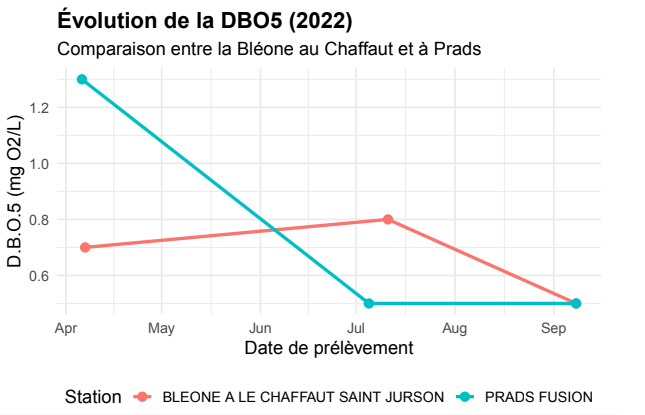 Évolution de la DBO5 (2022)
Comparaison entre la Bléone au Chaffaut et à Prads
D.B.O.5 (mg O2/L)
1.2
1.0
0.8
0.6
Apr May Jun Jul Aug Sep
Date de prélèvement
Station BLEONE A LE CHAFFAUT SAINT JURSON PRADS FUSION